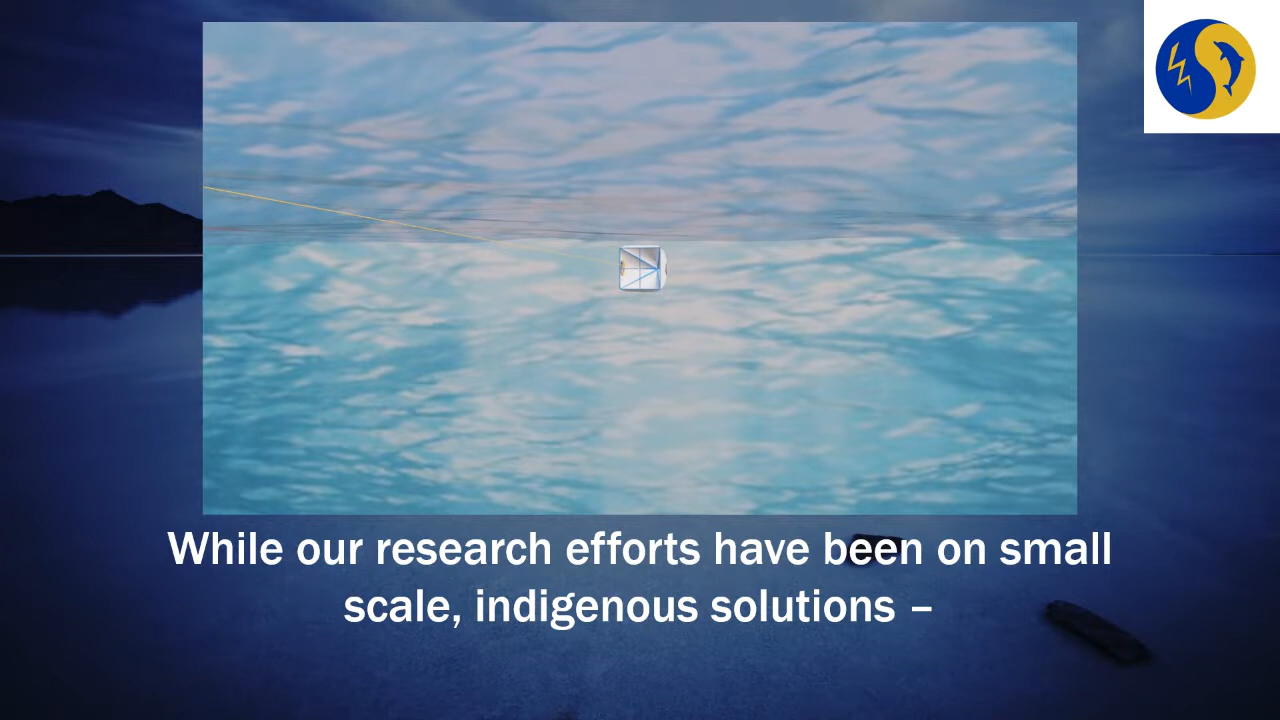 While our research efforts have been on small
scale, indigenous solutions –